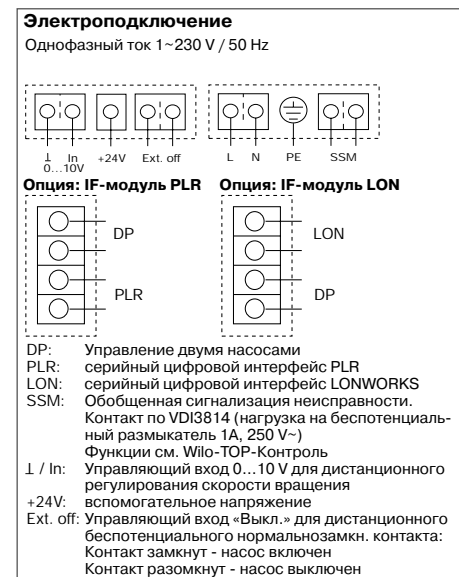 Электроподключение
Однофазный ток 1~230 V / 50 Hz
⊥ In +24V Ext. off L N PE SSM
0...10V
Опция: IF-модуль PLR Опция: IF-модуль LON
DP LON
PLR DP
DP: Управление двумя насосами
PLR: серийный цифровой интерфейс PLR
LON: серийный цифровой интерфейс LONWORKS
SSM: Обобщенная сигнализация неисправности.
Контакт по VDI3814 (нагрузка на беспотенциаль-
ный размыкатель 1А, 250 V~)
Функции см. Wilo-TOP-Контроль
⊥ / In: Управляющий вход 0...10 V для дистанционного
регулирования скорости вращения
+24V: вспомогательное напряжение
Ext. off: Управляющий вход «Выкл.» для дистанционного
беспотенциального нормальнозамкн. контакта:
Контакт замкнут - насос включен
Контакт разомкнут - насос выключен